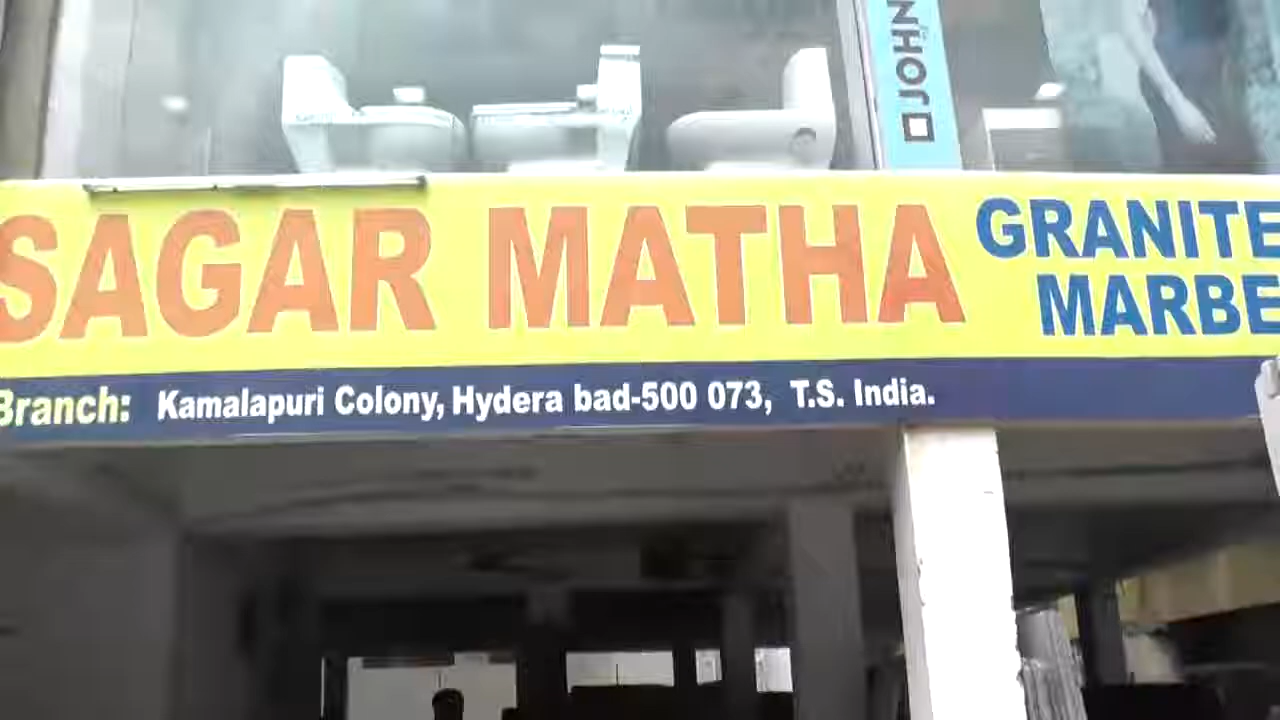 JOHN
SAGAR MATHA
GRANITE
MARBE
Branch: Kamalapuri Colony, Hydera bad-500 073, T.S. India.